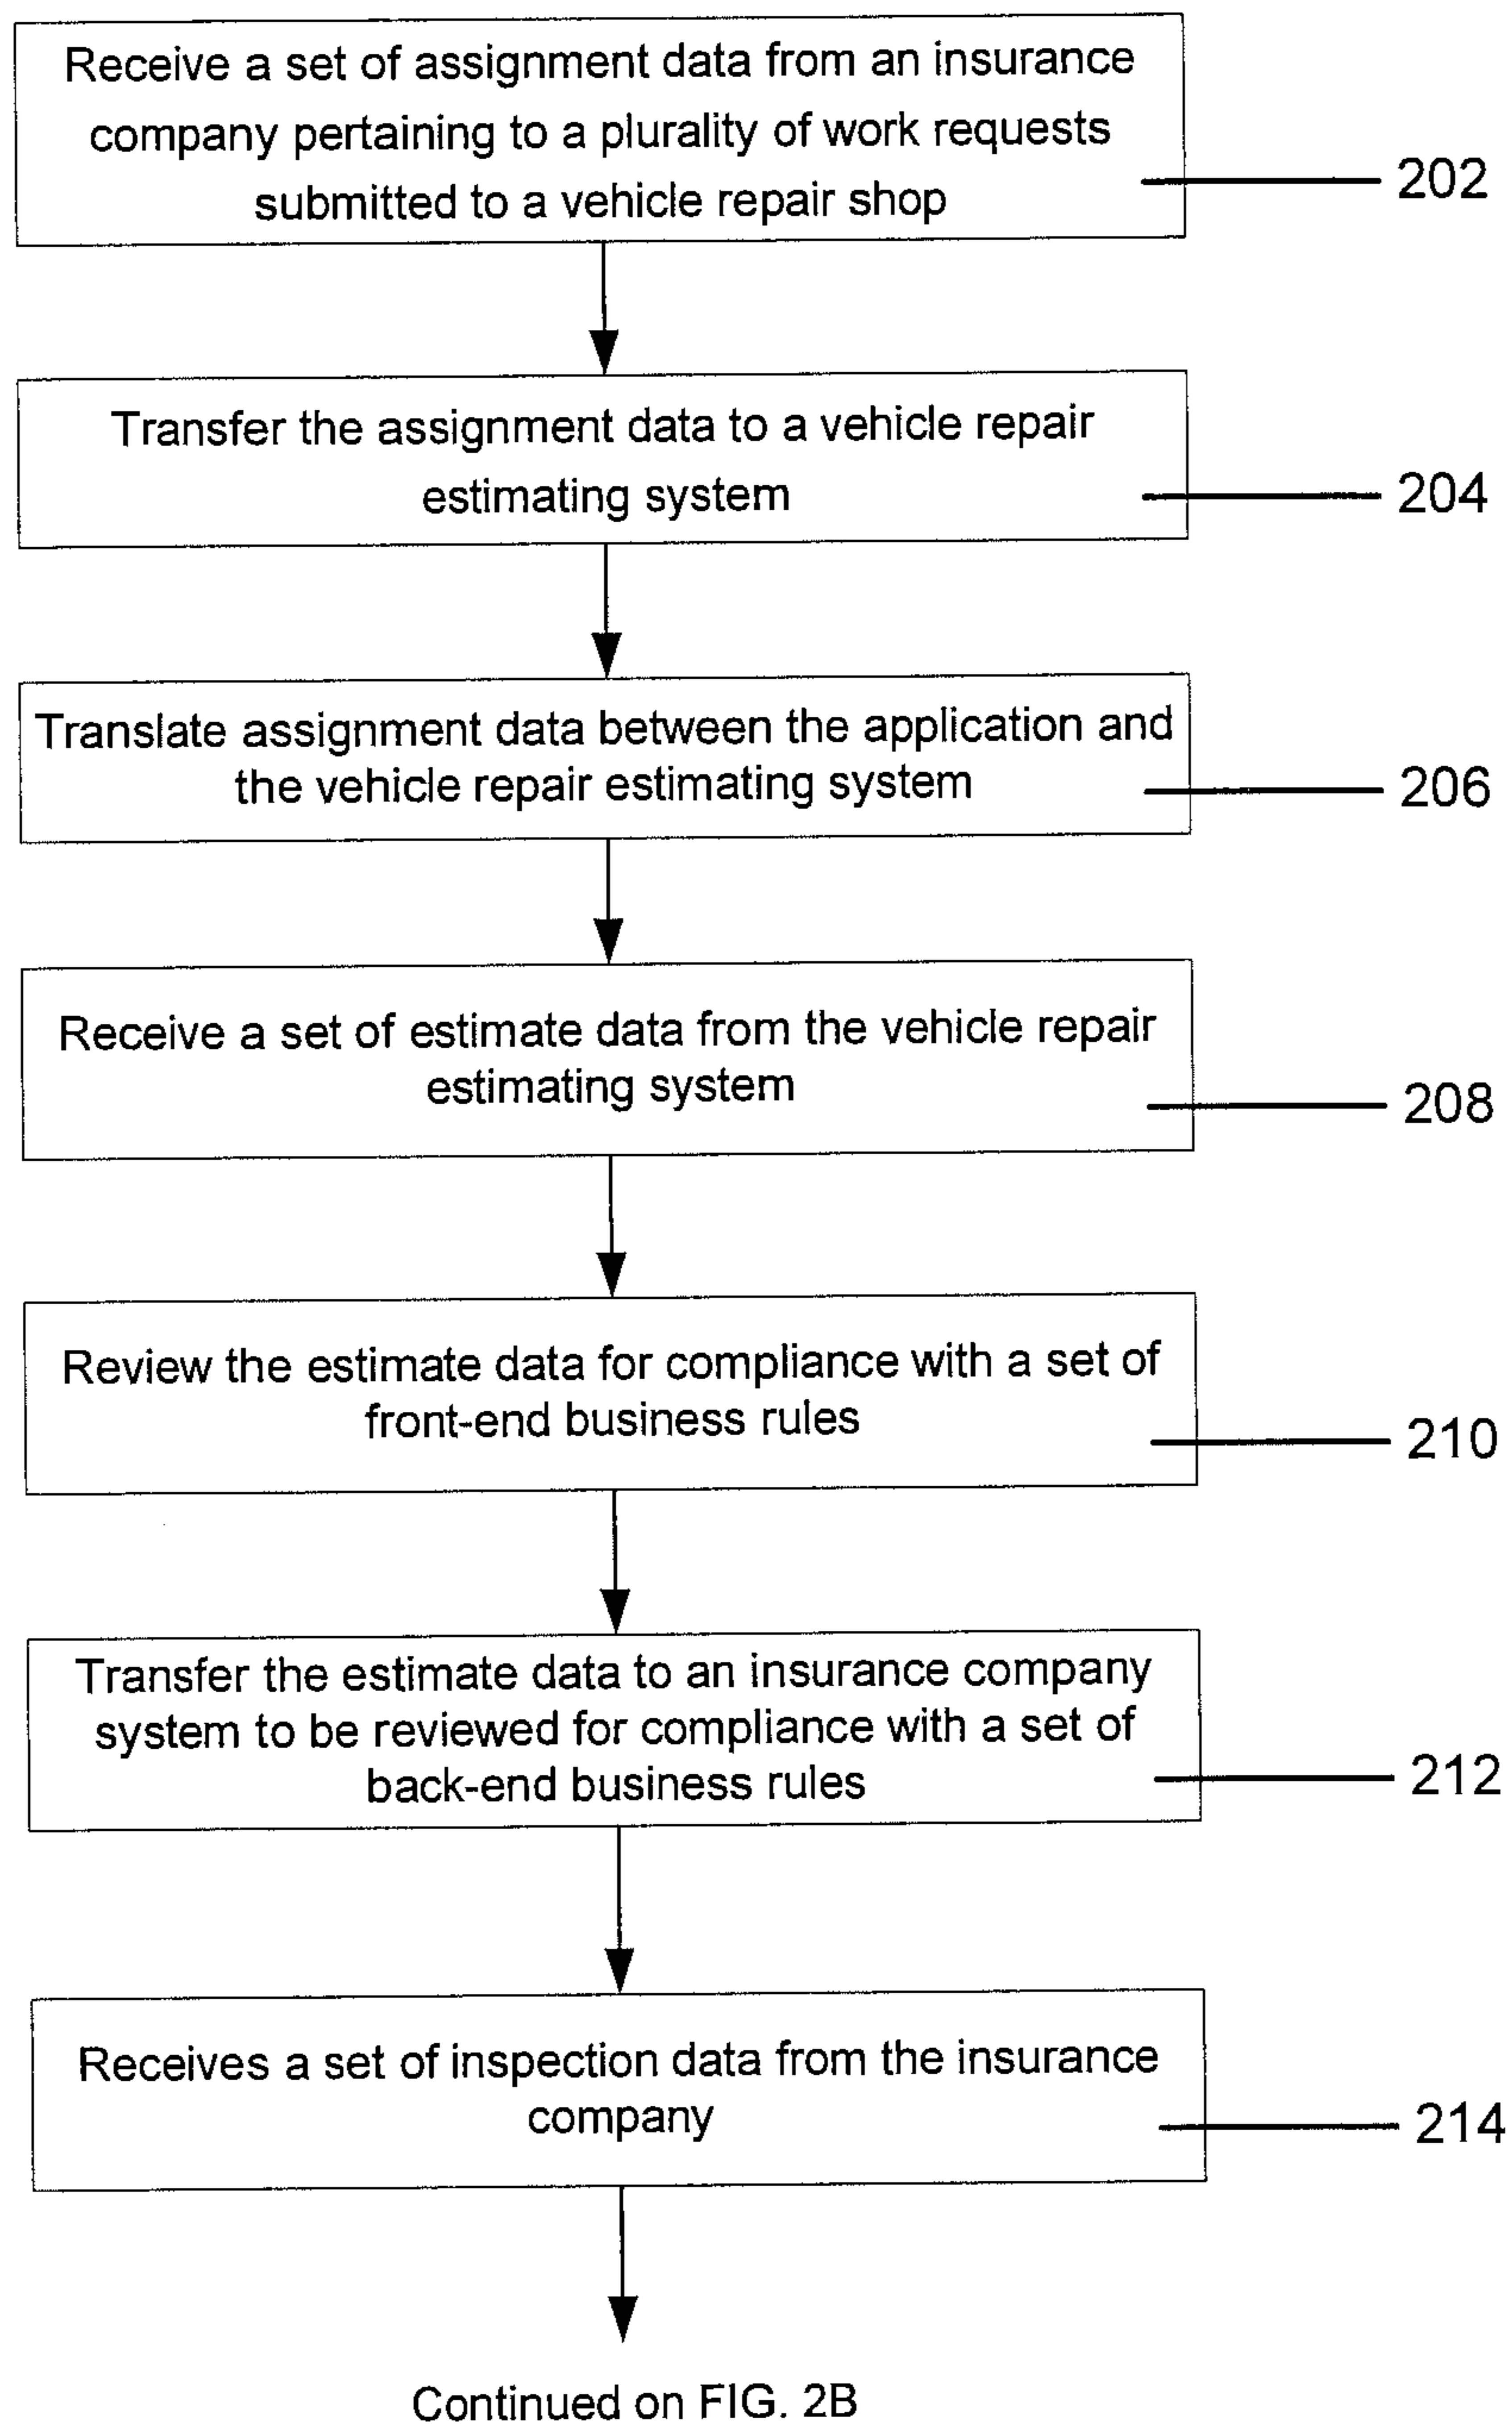 Receive a set of assignment data from an insurance
company pertaining to a plurality of work requests
submitted to a vehicle repair shop
202
Transfer the assignment data to a vehicle repair
estimating system
204
Translate assignment data between the application and
the vehicle repair estimating system
206
Receive a set of estimate data from the vehicle repair
estimating system
208
Review the estimate data for compliance with a set of
front-end business rules
210
Transfer the estimate data to an insurance company
system to be reviewed for compliance with a set of
back-end business rules
212
Receives a set of inspection data from the insurance
company
214
Continued on FIG. 2B